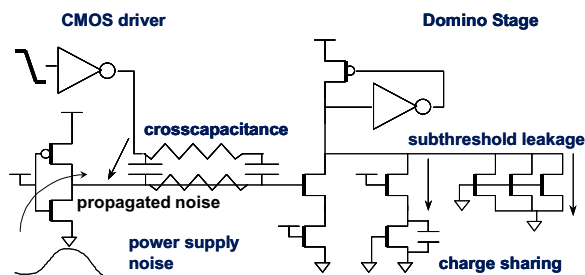 CMOS driver
Domino Stage
crosscapacitance
subthreshold leakage
propagated noise
power supply
noise
charge sharing